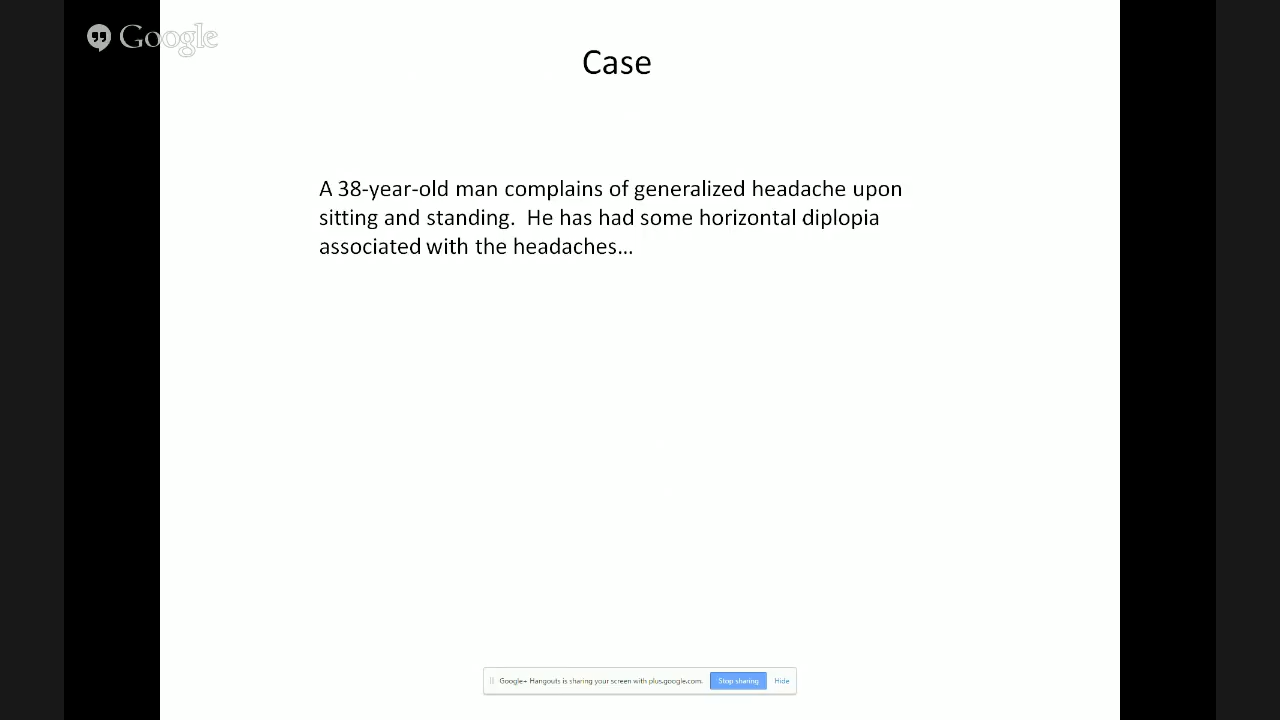 Google
Case
A 38-year-old man complains of generalized headache upon
sitting and standing.  He has had some horizontal diplopia
associated with the headaches...
Google+ Hangouts is sharing your screen with plus.google.com.
Stop sharing
Hide